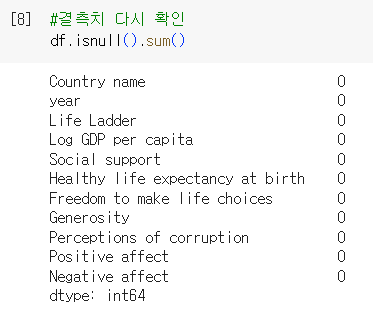 [8] #결측치 다시 확인
df.isnull().sum()
Country name 0
year 0
Life Ladder 0
Log GDP per capita 0
Social support 0
Healthy life expectancy at birth 0
Freedom to make life choices 0
Generosity 0
Perceptions of corruption 0
Positive affect 0
Negative affect 0
dtype: int64